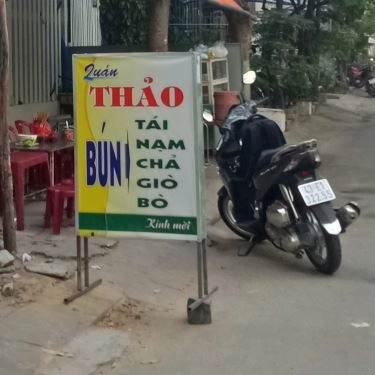 Quán
THẢO
BÚN
TÁI
NẠM
CHẢ
GIÒ
BÒ
Kính mời